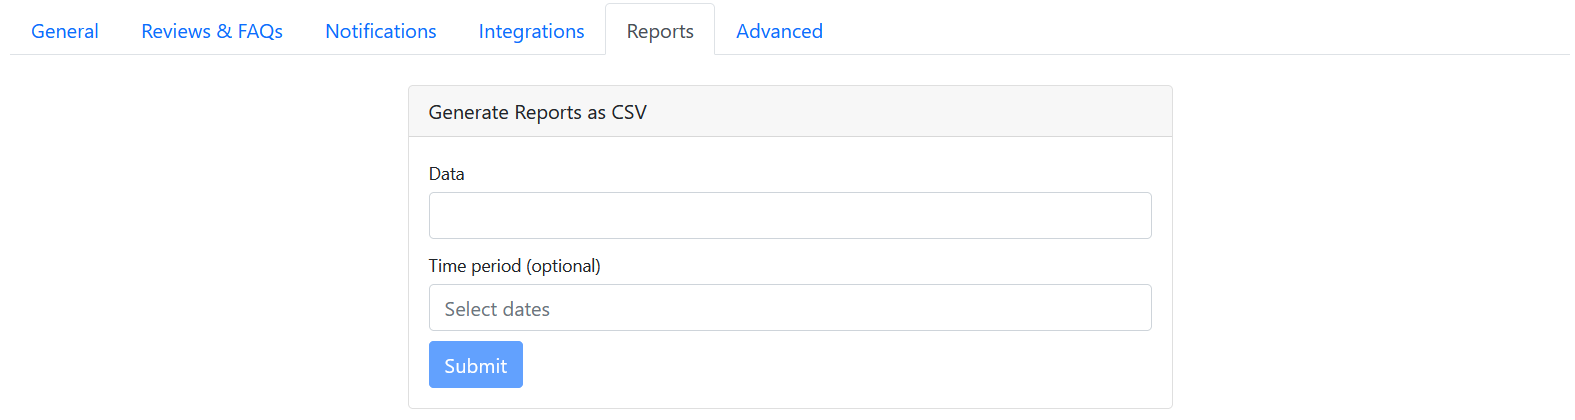 General Reviews & FAQs Notifications Integrations Reports Advanced
Generate Reports as CSV
Data
Time period (optional)
Select dates
Submit